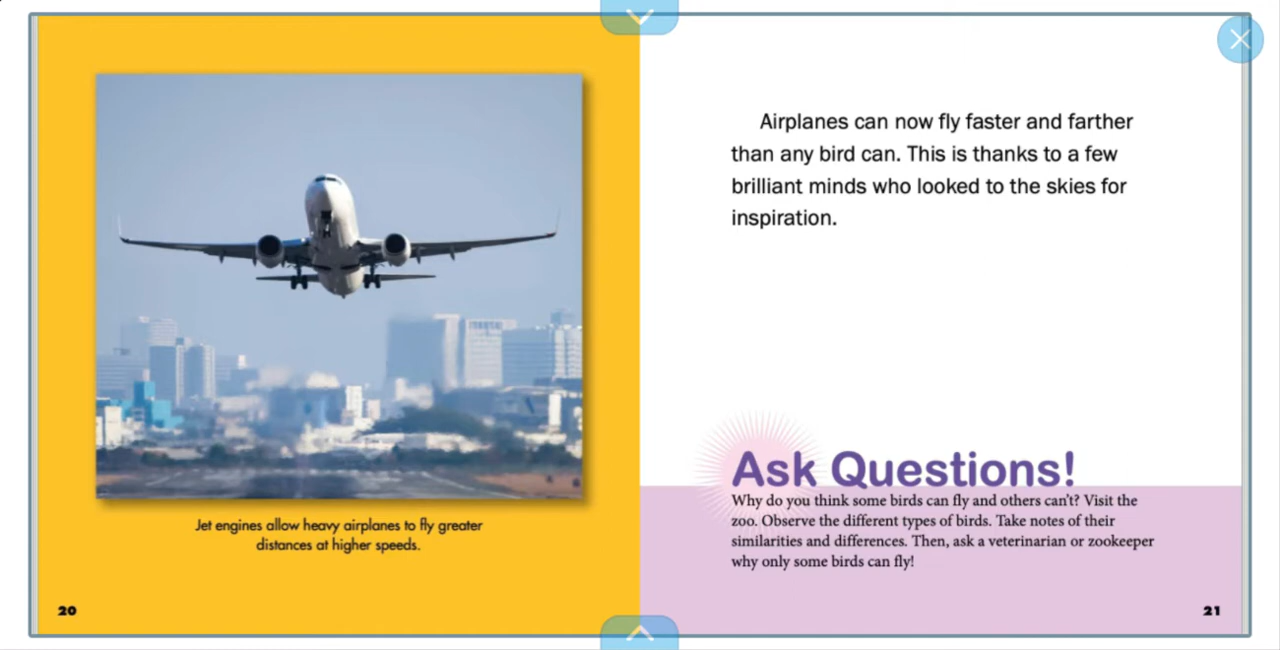 Jet engines allow heavy airplanes to fly greater
distances at higher speeds.
20
Airplanes can now fly faster and farther
than any bird can. This is thanks to a few
brilliant minds who looked to the skies for
inspiration.
Ask Questions!
Why do you think some birds can fly and others can't? Visit the
zoo. Observe the different types of birds. Take notes of their
similarities and differences. Then, ask a veterinarian or zookeeper
why only some birds can fly!
21